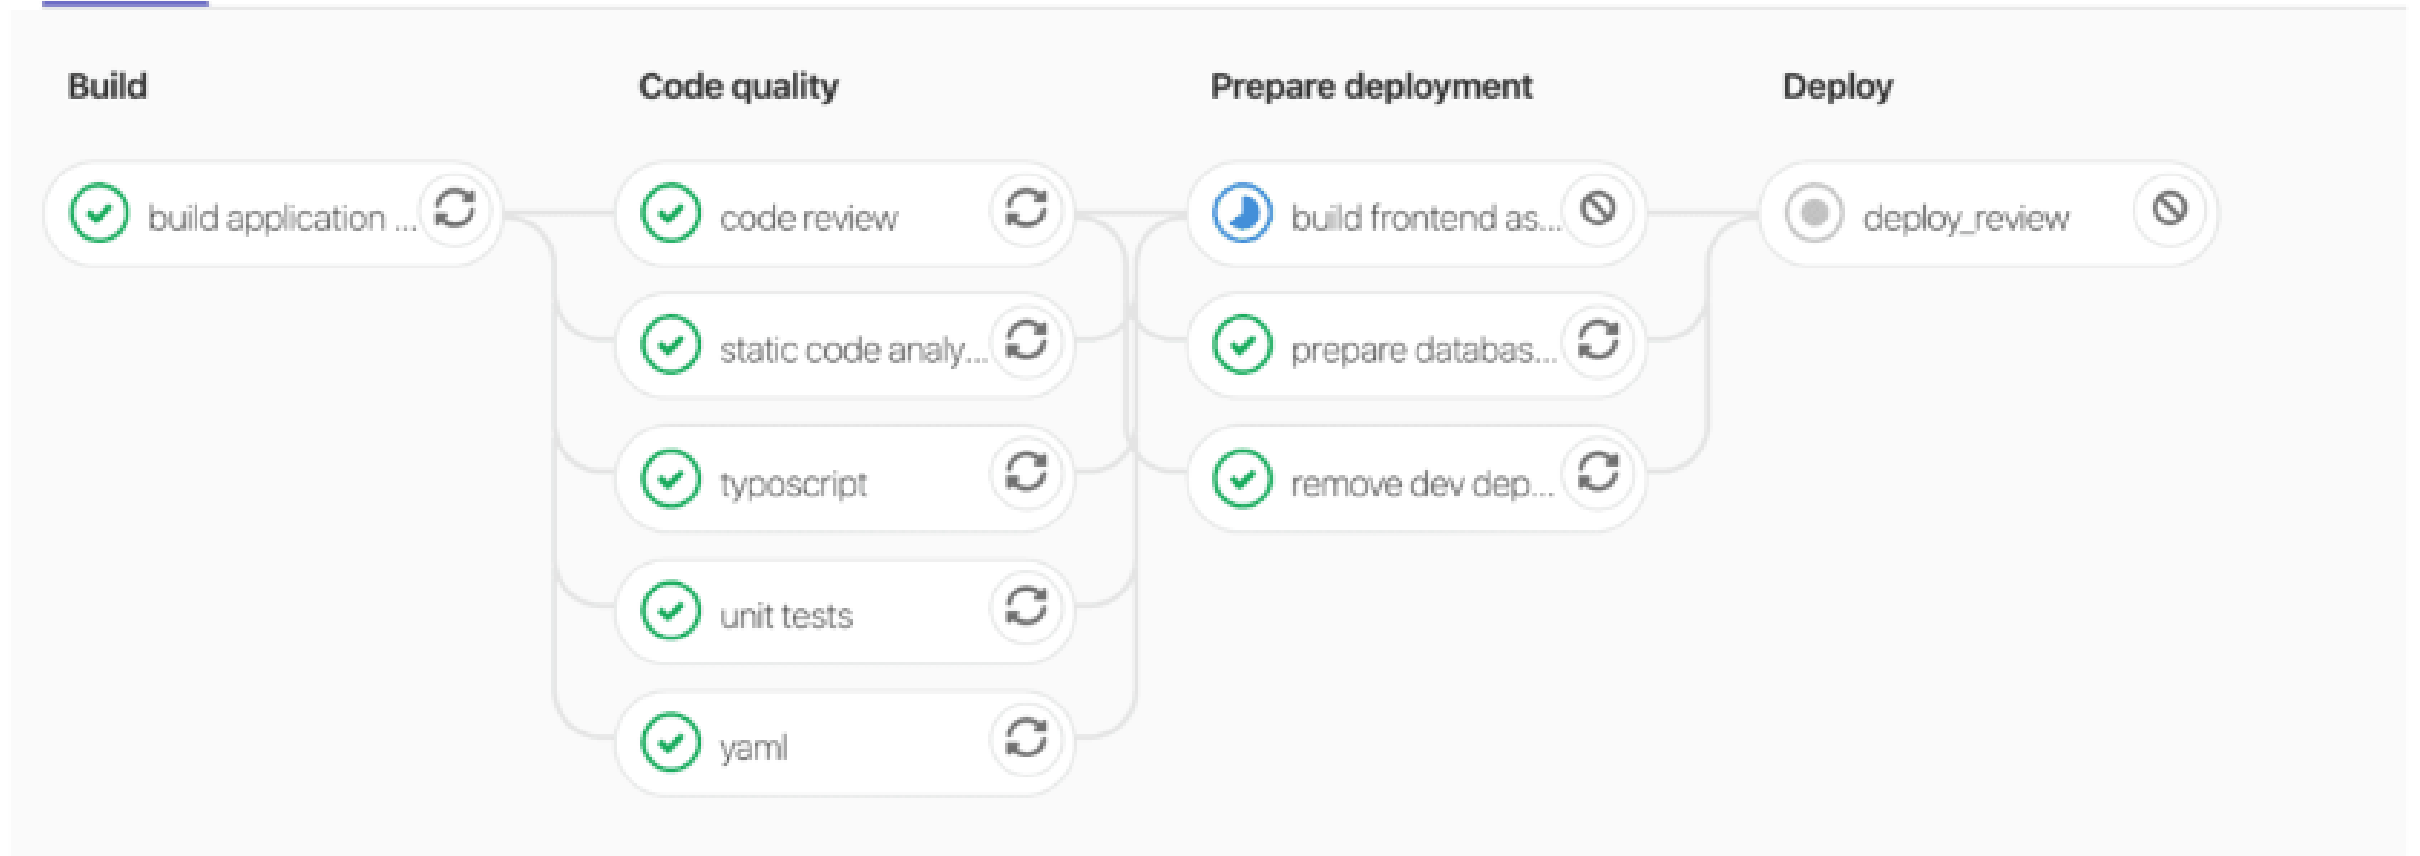 Build
Code quality
Prepare deployment
Deploy
build application ...
code review
build frontend as...
deploy_review
static code analy...
prepare databas...
typoscript
remove dev dep...
unit tests
yaml